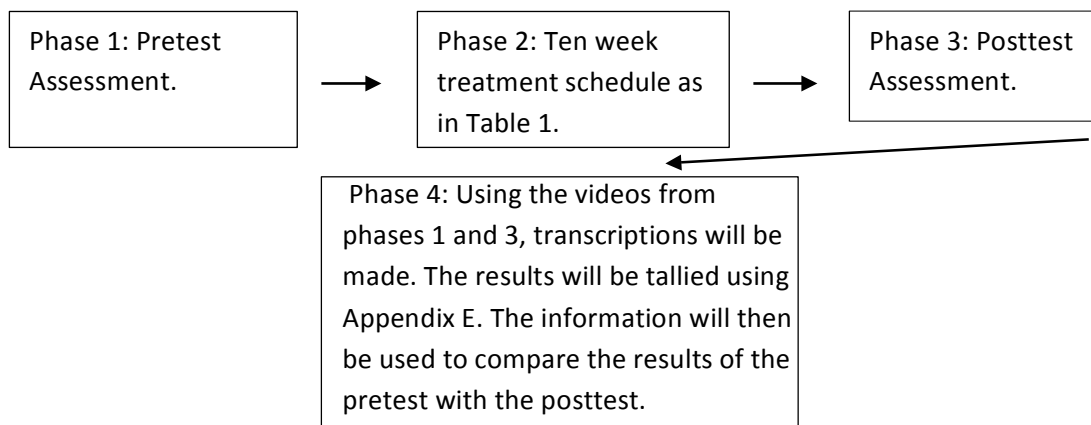 Phase 1: Pretest
Assessment.
Phase 2: Ten week
treatment schedule as
in Table 1.
Phase 3: Posttest
Assessment.
Phase 4: Using the videos from
phases 1 and 3, transcriptions will be
made. The results will be tallied using
Appendix E. The information will then
be used to compare the results of the
pretest with the posttest.